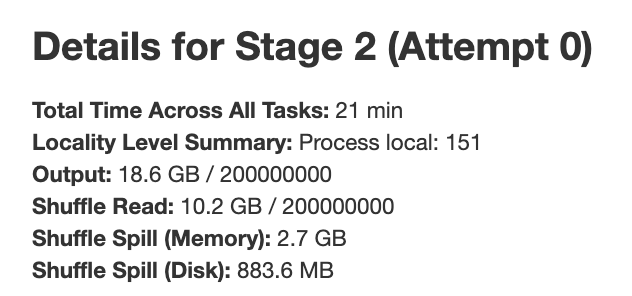 Details for Stage 2 (Attempt 0)
Total Time Across All Tasks: 21 min
Locality Level Summary: Process local: 151
Output: 18.6 GB / 200000000
Shuffle Read: 10.2 GB / 200000000
Shuffle Spill (Memory): 2.7 GB
Shuffle Spill (Disk): 883.6 MB